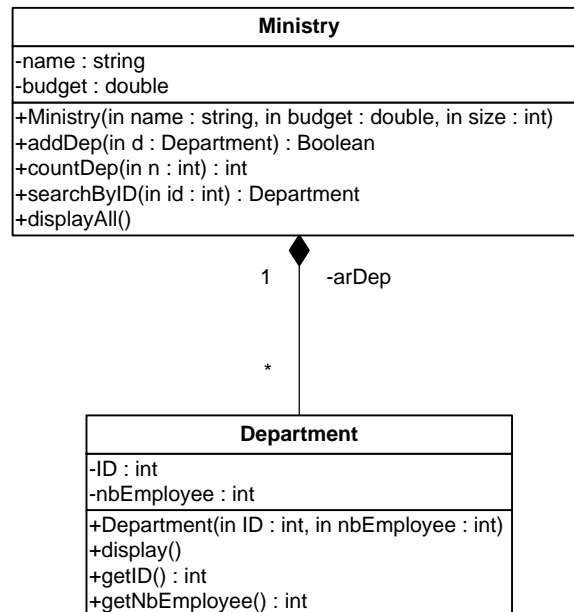 Ministry
-name : string
-budget : double
+Ministry(in name : string, in budget : double, in size : int)
+addDep(in d : Department) : Boolean
+countDep(in n : int) : int
+searchByID(in id : int) : Department
+displayAll()
1 -arDep
*
Department
-ID : int
-nbEmployee : int
+Department(in ID : int, in nbEmployee : int)
+display()
+getID() : int
+getNbEmployee() : int